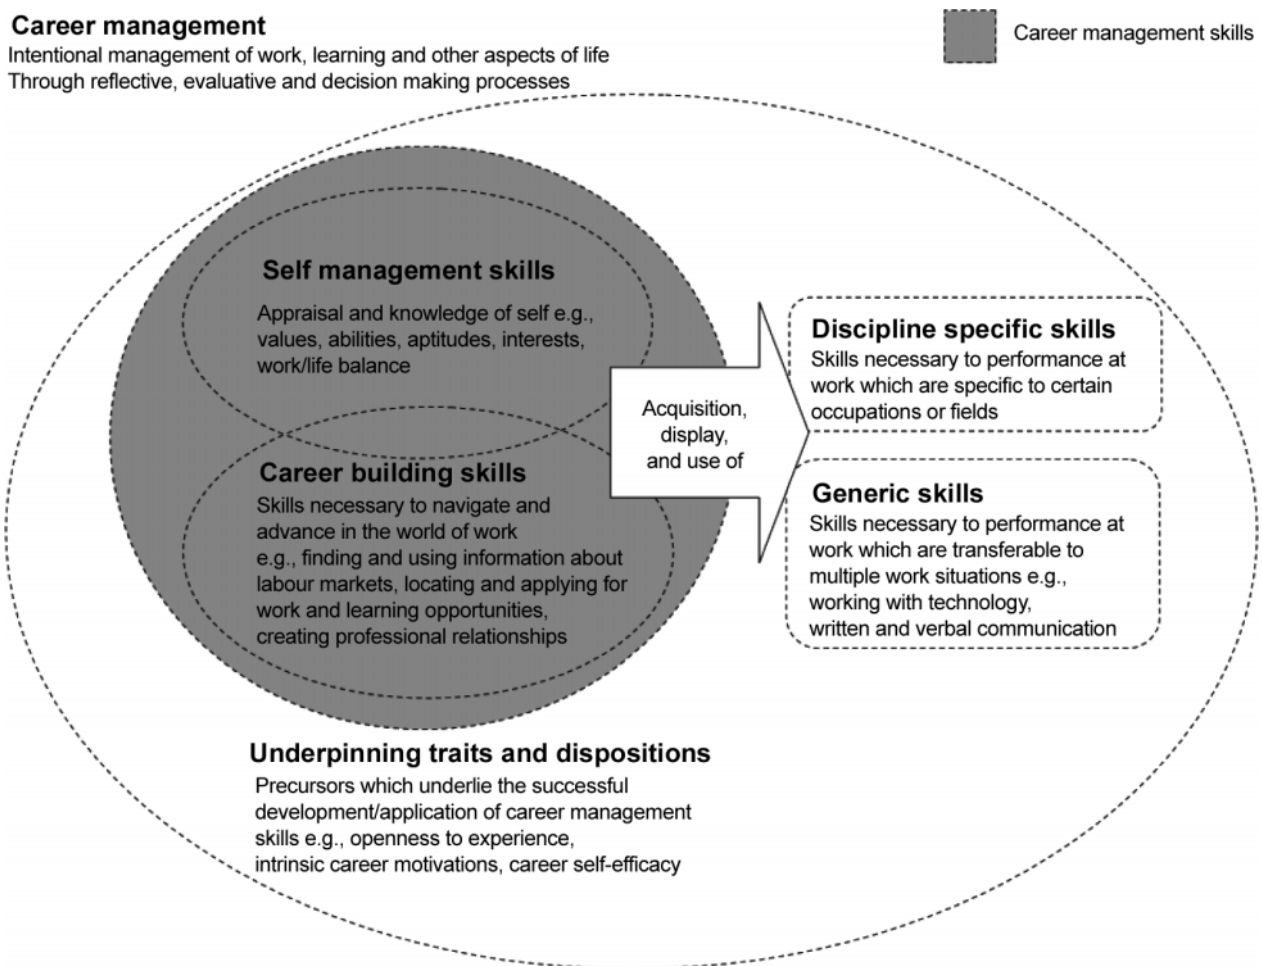 Career management
Intentional management of work, learning and other aspects of life
Through reflective, evaluative and decision making processes
Career management skills
Self management skills
Appraisal and knowledge of self e.g.,
values, abilities, aptitudes, interests,
work/life balance
Career building skills
Skills necessary to navigate and
advance in the world of work
e.g., finding and using information about
labour markets, locating and applying for
work and learning opportunities,
creating professional relationships
Acquisition,
display,
and use of
Discipline specific skills
Skills necessary to performance at
work which are specific to certain
occupations or fields
Generic skills
Skills necessary to performance at
work which are transferable to
multiple work situations e.g.,
working with technology,
written and verbal communication
Underpinning traits and dispositions
Precursors which underlie the successful
development/application of career management
skills e.g., openness to experience,
intrinsic career motivations, career self-efficacy